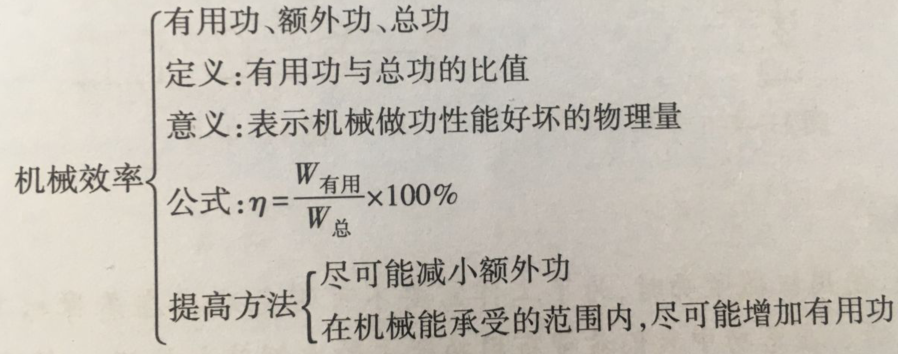 有用功、额外功、总功
定义:有用功与总功的比值
意义:表示机械做功性能好坏的物理量
机械效率
公式:η=W有用/W总×100%
提高方法
尽可能减小额外功
在机械能承受的范围内,尽可能增加有用功